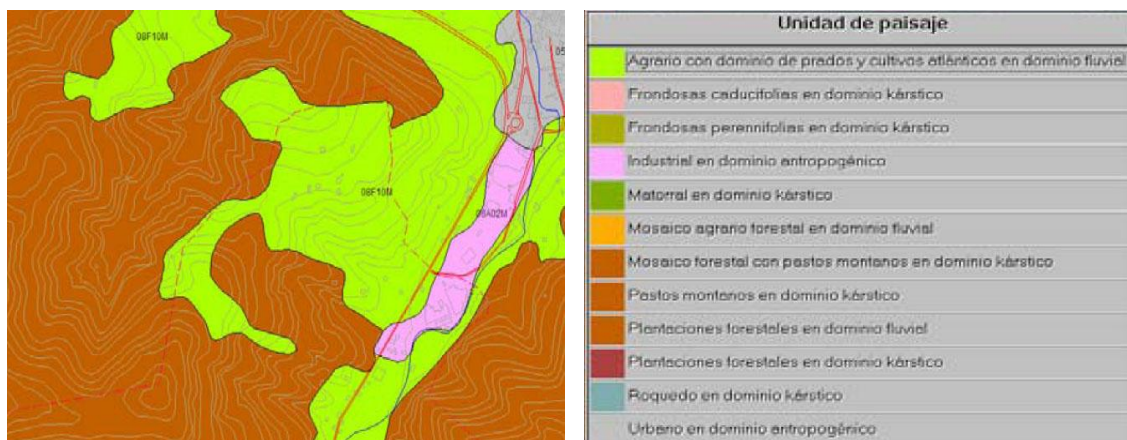 08F10M
05
08F10M
08A02M
Unidad de paisaje
Agrario con dominio de prados y cultivos atlánticos en dominio fluvial
Frondosas caducifolias en dominio kárstico
Frondosas perennifolias en dominio kárstico
Industrial en dominio antropogénico
Matorral en dominio kárstico
Mosaico agrario forestal en dominio fluvial
Mosaico forestal con pastos montanos en dominio kárstico
Pastos montanos en dominio kárstico
Plantaciones forestales en dominio fluvial
Plantaciones forestales en dominio kárstico
Roquedo en dominio kárstico
Urbano en dominio antropogénico